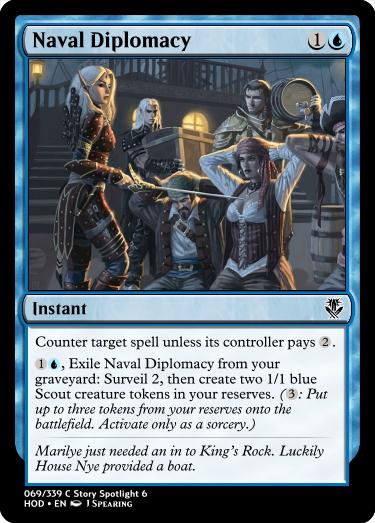 Naval Diplomacy 1
Instant
Counter target spell unless its controller pays 2.
1, Exile Naval Diplomacy from your
graveyard: Surveil 2, then create two 1/1 blue
Scout creature tokens in your reserves. (3: Put
up to three tokens from your reserves onto the
battlefield. Activate only as a sorcery.)
Marilye just needed an in to King's Rock. Luckily
House Nye provided a boat.
069/339 C Story Spotlight 6
HOD • EN J SPEARING